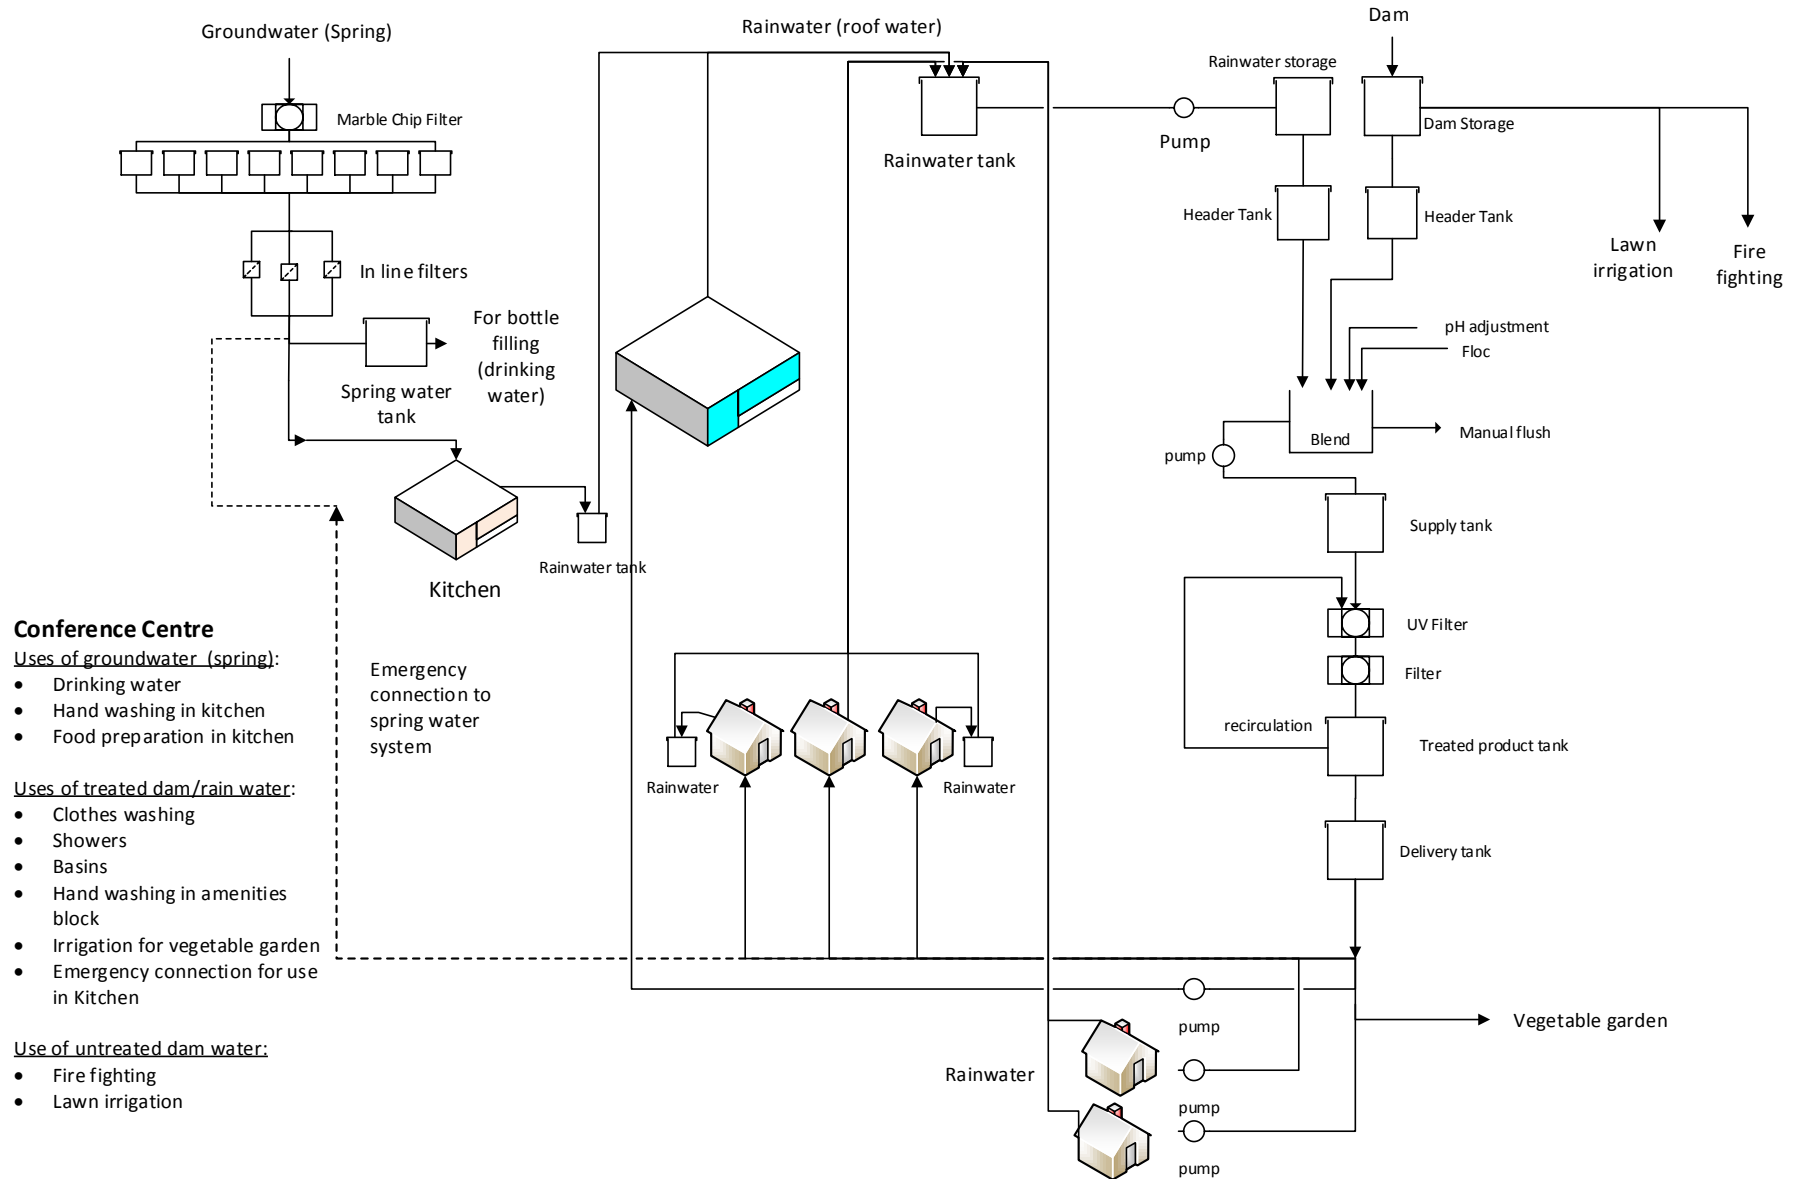 Groundwater (Spring)
Marble Chip Filter
In line filters
For bottle
filling
(drinking
water)
Spring water
tank
Kitchen
Rainwater tank
Rainwater (roof water)
Rainwater tank
Pump
Rainwater storage
Dam
Dam Storage
Header Tank
Header Tank
Lawn
irrigation
Fire
fighting
pH adjustment
Floc
Blend
Manual flush
pump
Supply tank
UV Filter
Filter
recirculation
Treated product tank
Delivery tank
Rainwater
Rainwater
Emergency
connection to
spring water
system
Conference Centre
Uses of groundwater (spring):
• Drinking water
• Hand washing in kitchen
• Food preparation in kitchen
Uses of treated dam/rain water:
• Clothes washing
• Showers
• Basins
• Hand washing in amenities
block
• Irrigation for vegetable garden
• Emergency connection for use
in Kitchen
Use of untreated dam water:
• Fire fighting
• Lawn irrigation
pump
Vegetable garden
Rainwater
pump
pump